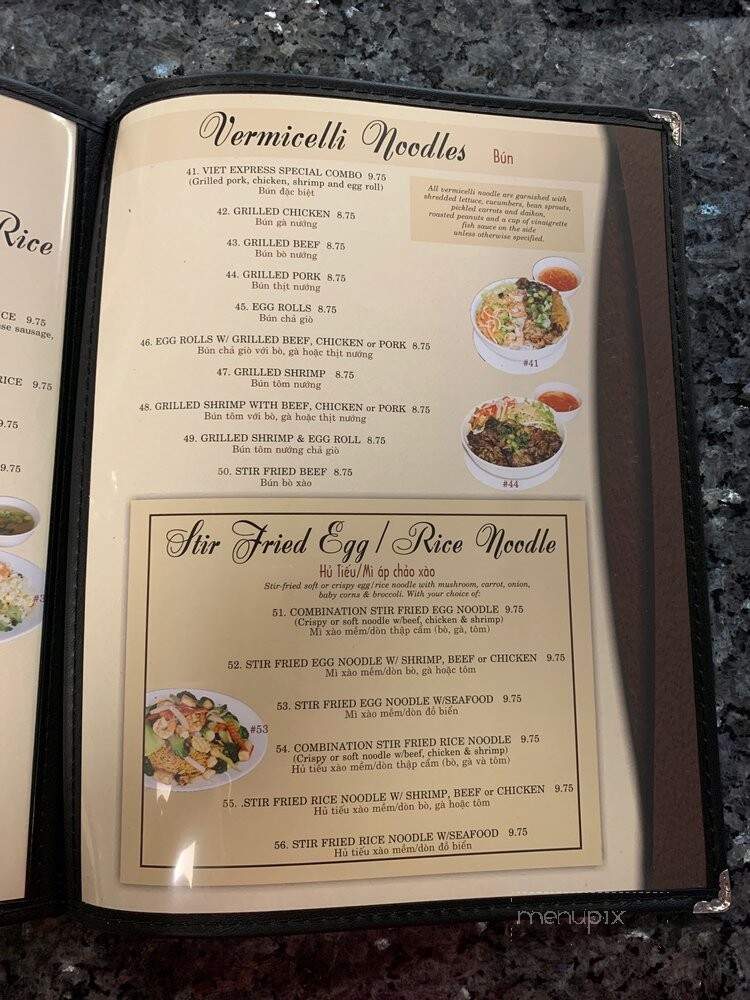 Rice
CE 9.75
se sausage,
RICE 9.75
9.75
9.75
Vermicelli Noodles Bún
41. VIET EXPRESS SPECIAL COMBO 9.75
(Grilled pork, chicken, shrimp and egg roll)
Bún đặc biệt
42. GRILLED CHICKEN 8.75
Bún gà nướng
43. GRILLED BEEF 8.75
Bún bò nướng
44. GRILLED PORK 8.75
Bún thịt nướng
45. EGG ROLLS 8.75
Bún chả giò
46. EGG ROLLS W/ GRILLED BEEF, CHICKEN or PORK 8.75
Bún chả giò với bò, gà hoặc thịt nướng
47. GRILLED SHRIMP 8.75
Bún tôm nướng
48. GRILLED SHRIMP WITH BEEF, CHICKEN or PORK 8.75
Bún tôm với bò, gà hoặc thịt nướng
49. GRILLED SHRIMP & EGG ROLL 8.75
Bún tôm nướng chả giò
50. STIR FRIED BEEF 8.75
Bún bò xào
All vermicelli noodle are garnished with
shredded lettuce, cucumbers, bean sprouts,
pickled carrots and daikon,
roasted peanuts and a cup of vinaigrette
fish sauce on the side
unless otherwise specified.
#41
#44
Stir Fried Egg / Rice Noodle
Hủ Tiếu/Mì áp chảo xào
Stir-fried soft or crispy egg/rice noodle with mushroom, carrot, onion,
baby corns & broccoli. With your choice of:
51. COMBINATION STIR FRIED EGG NOODLE 9.75
(Crispy or soft noodle w/beef, chicken & shrimp)
Mì xào mềm/dòn thập cẩm (bò, gà, tôm)
52. STIR FRIED EGG NOODLE W/ SHRIMP, BEEF or CHICKEN 9.75
Mì xào mềm/dòn bò, gà hoặc tôm
53. STIR FRIED EGG NOODLE W/SEAFOOD 9.75
Mì xào mềm/dòn đồ biển
54. COMBINATION STIR FRIED RICE NOODLE 9.75
(Crispy or soft noodle w/beef, chicken & shrimp)
Hủ tiếu xào mềm/dòn thập cẩm (bò, gà và tôm)
55. .STIR FRIED RICE NOODLE W/ SHRIMP, BEEF or CHICKEN 9.75
Hủ tiếu xào mềm/dòn bò, gà hoặc tôm
56. STIR FRIED RICE NOODLE W/SEAFOOD 9.75
Hủ tiếu xào mềm/dòn đồ biển
#53
menupix